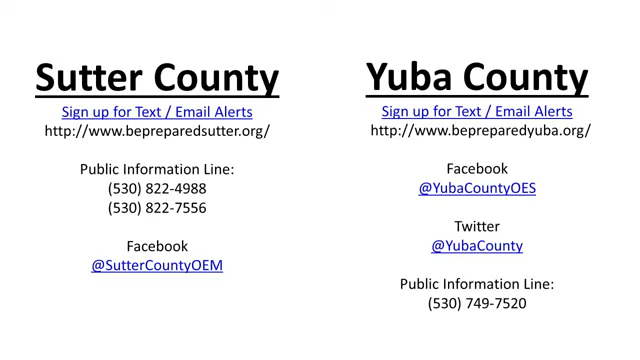 Sutter County
Sign up for Text / Email Alerts
http://www.bepreparedsutter.org/
Public Information Line:
(530) 822-4988
(530) 822-7556
Facebook
@SutterCountyOEM
Yuba County
Sign up for Text / Email Alerts
http://www.bepreparedyuba.org/
Facebook
@YubaCountyOES
Twitter
@YubaCounty
Public Information Line:
(530) 749-7520